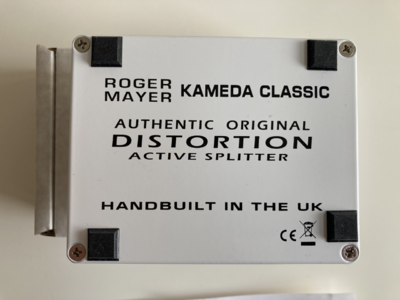 ROGER MAYER KAMEDA CLASSIC
AUTHENTIC ORIGINAL
DISTORTION
ACTIVE SPLITTER
HANDBUILT IN THE UK
CE